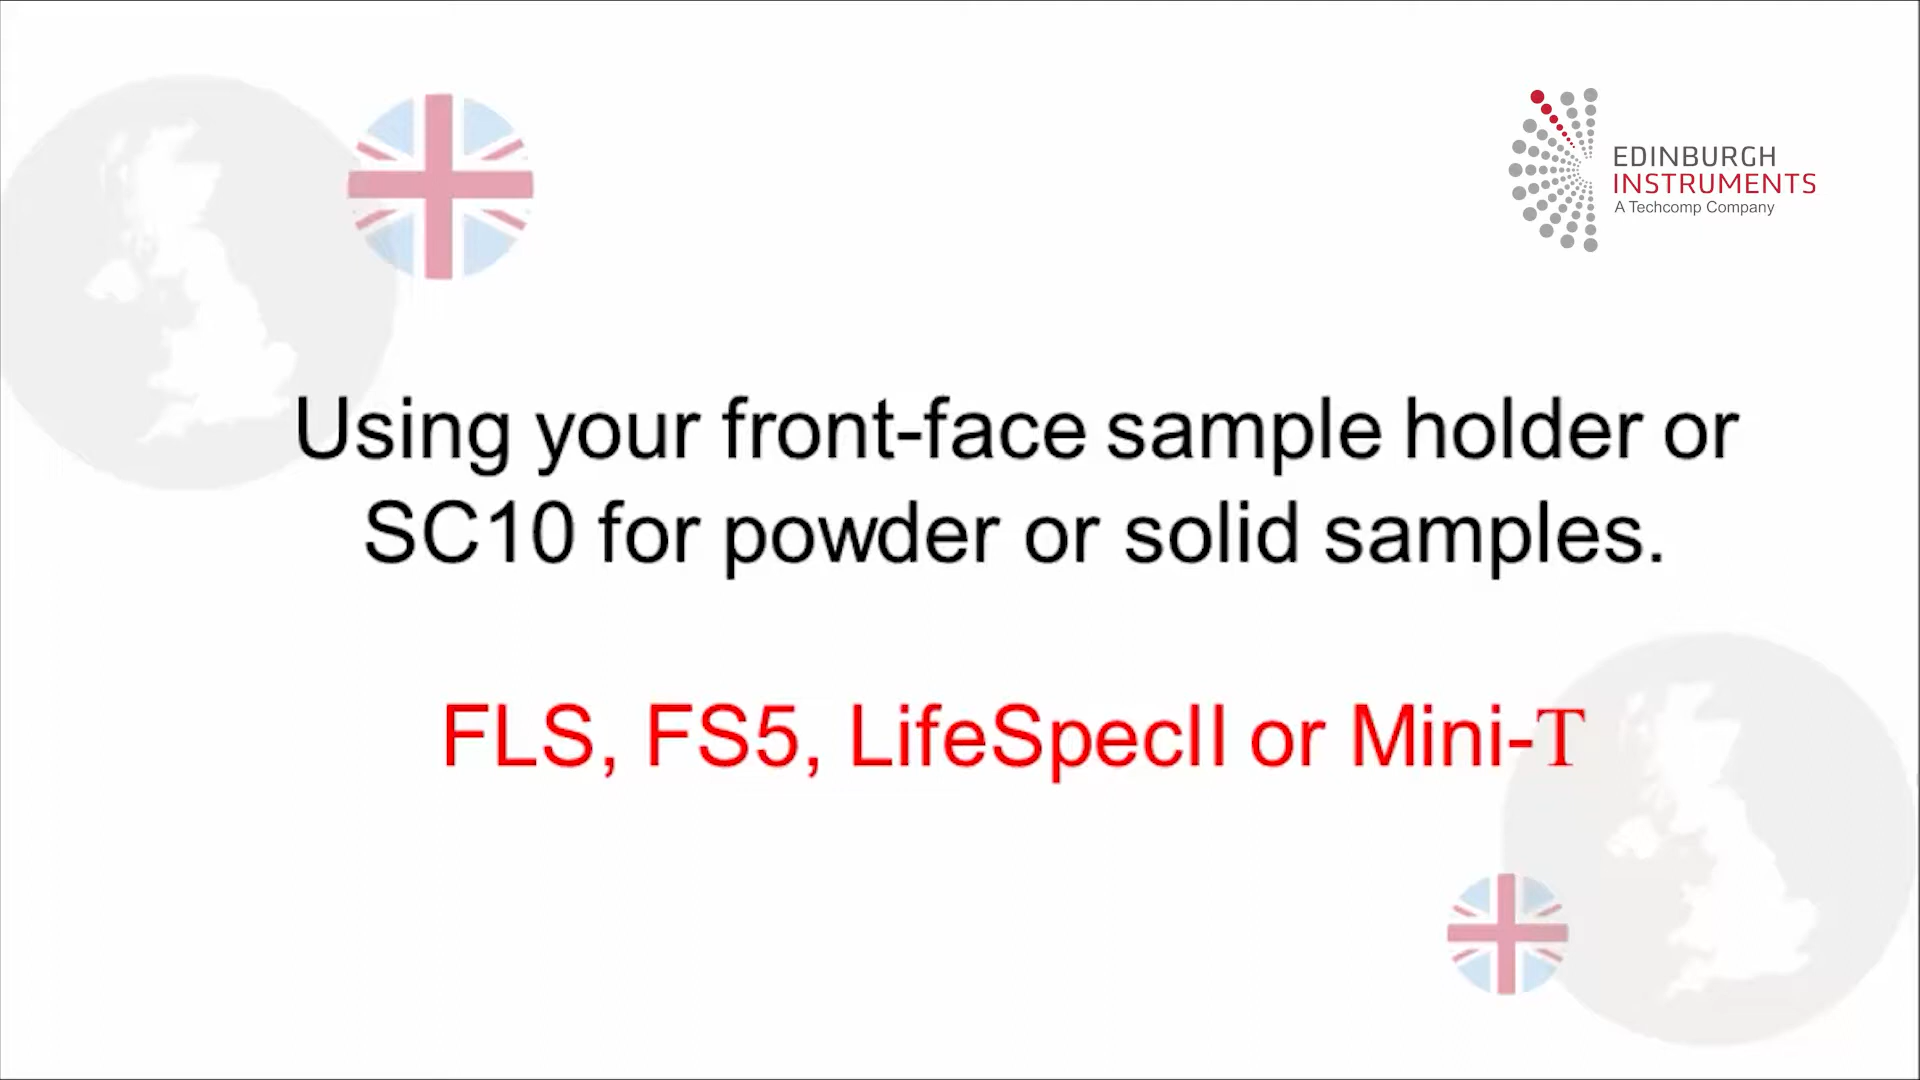 EDINBURGH
INSTRUMENTS
A Techcomp Company
Using your front-face sample holder or
SC10 for powder or solid samples.
FLS, FS5, LifeSpecII or Mini-T